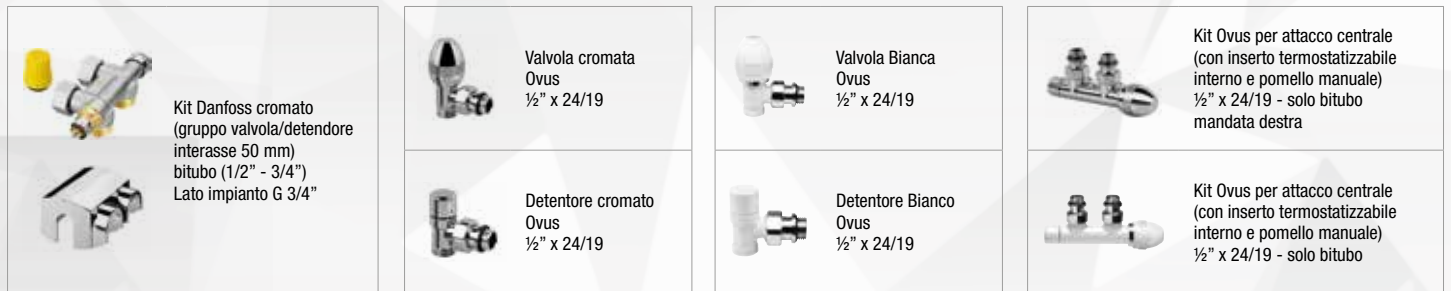 Kit Danfoss cromato
(gruppo valvola/detendore
interasse 50 mm)
bitubo (1/2” - 3/4”)
Lato impianto G 3/4”
Valvola cromata
Ovus
½” x 24/19
Detentore cromato
Ovus
½” x 24/19
Valvola Bianca
Ovus
½” x 24/19
Detentore Bianco
Ovus
½” x 24/19
Kit Ovus per attacco centrale
(con inserto termostatizzabile
interno e pomello manuale)
½” x 24/19 - solo bitubo
mandata destra
Kit Ovus per attacco centrale
(con inserto termostatizzabile
interno e pomello manuale)
½” x 24/19 - solo bitubo